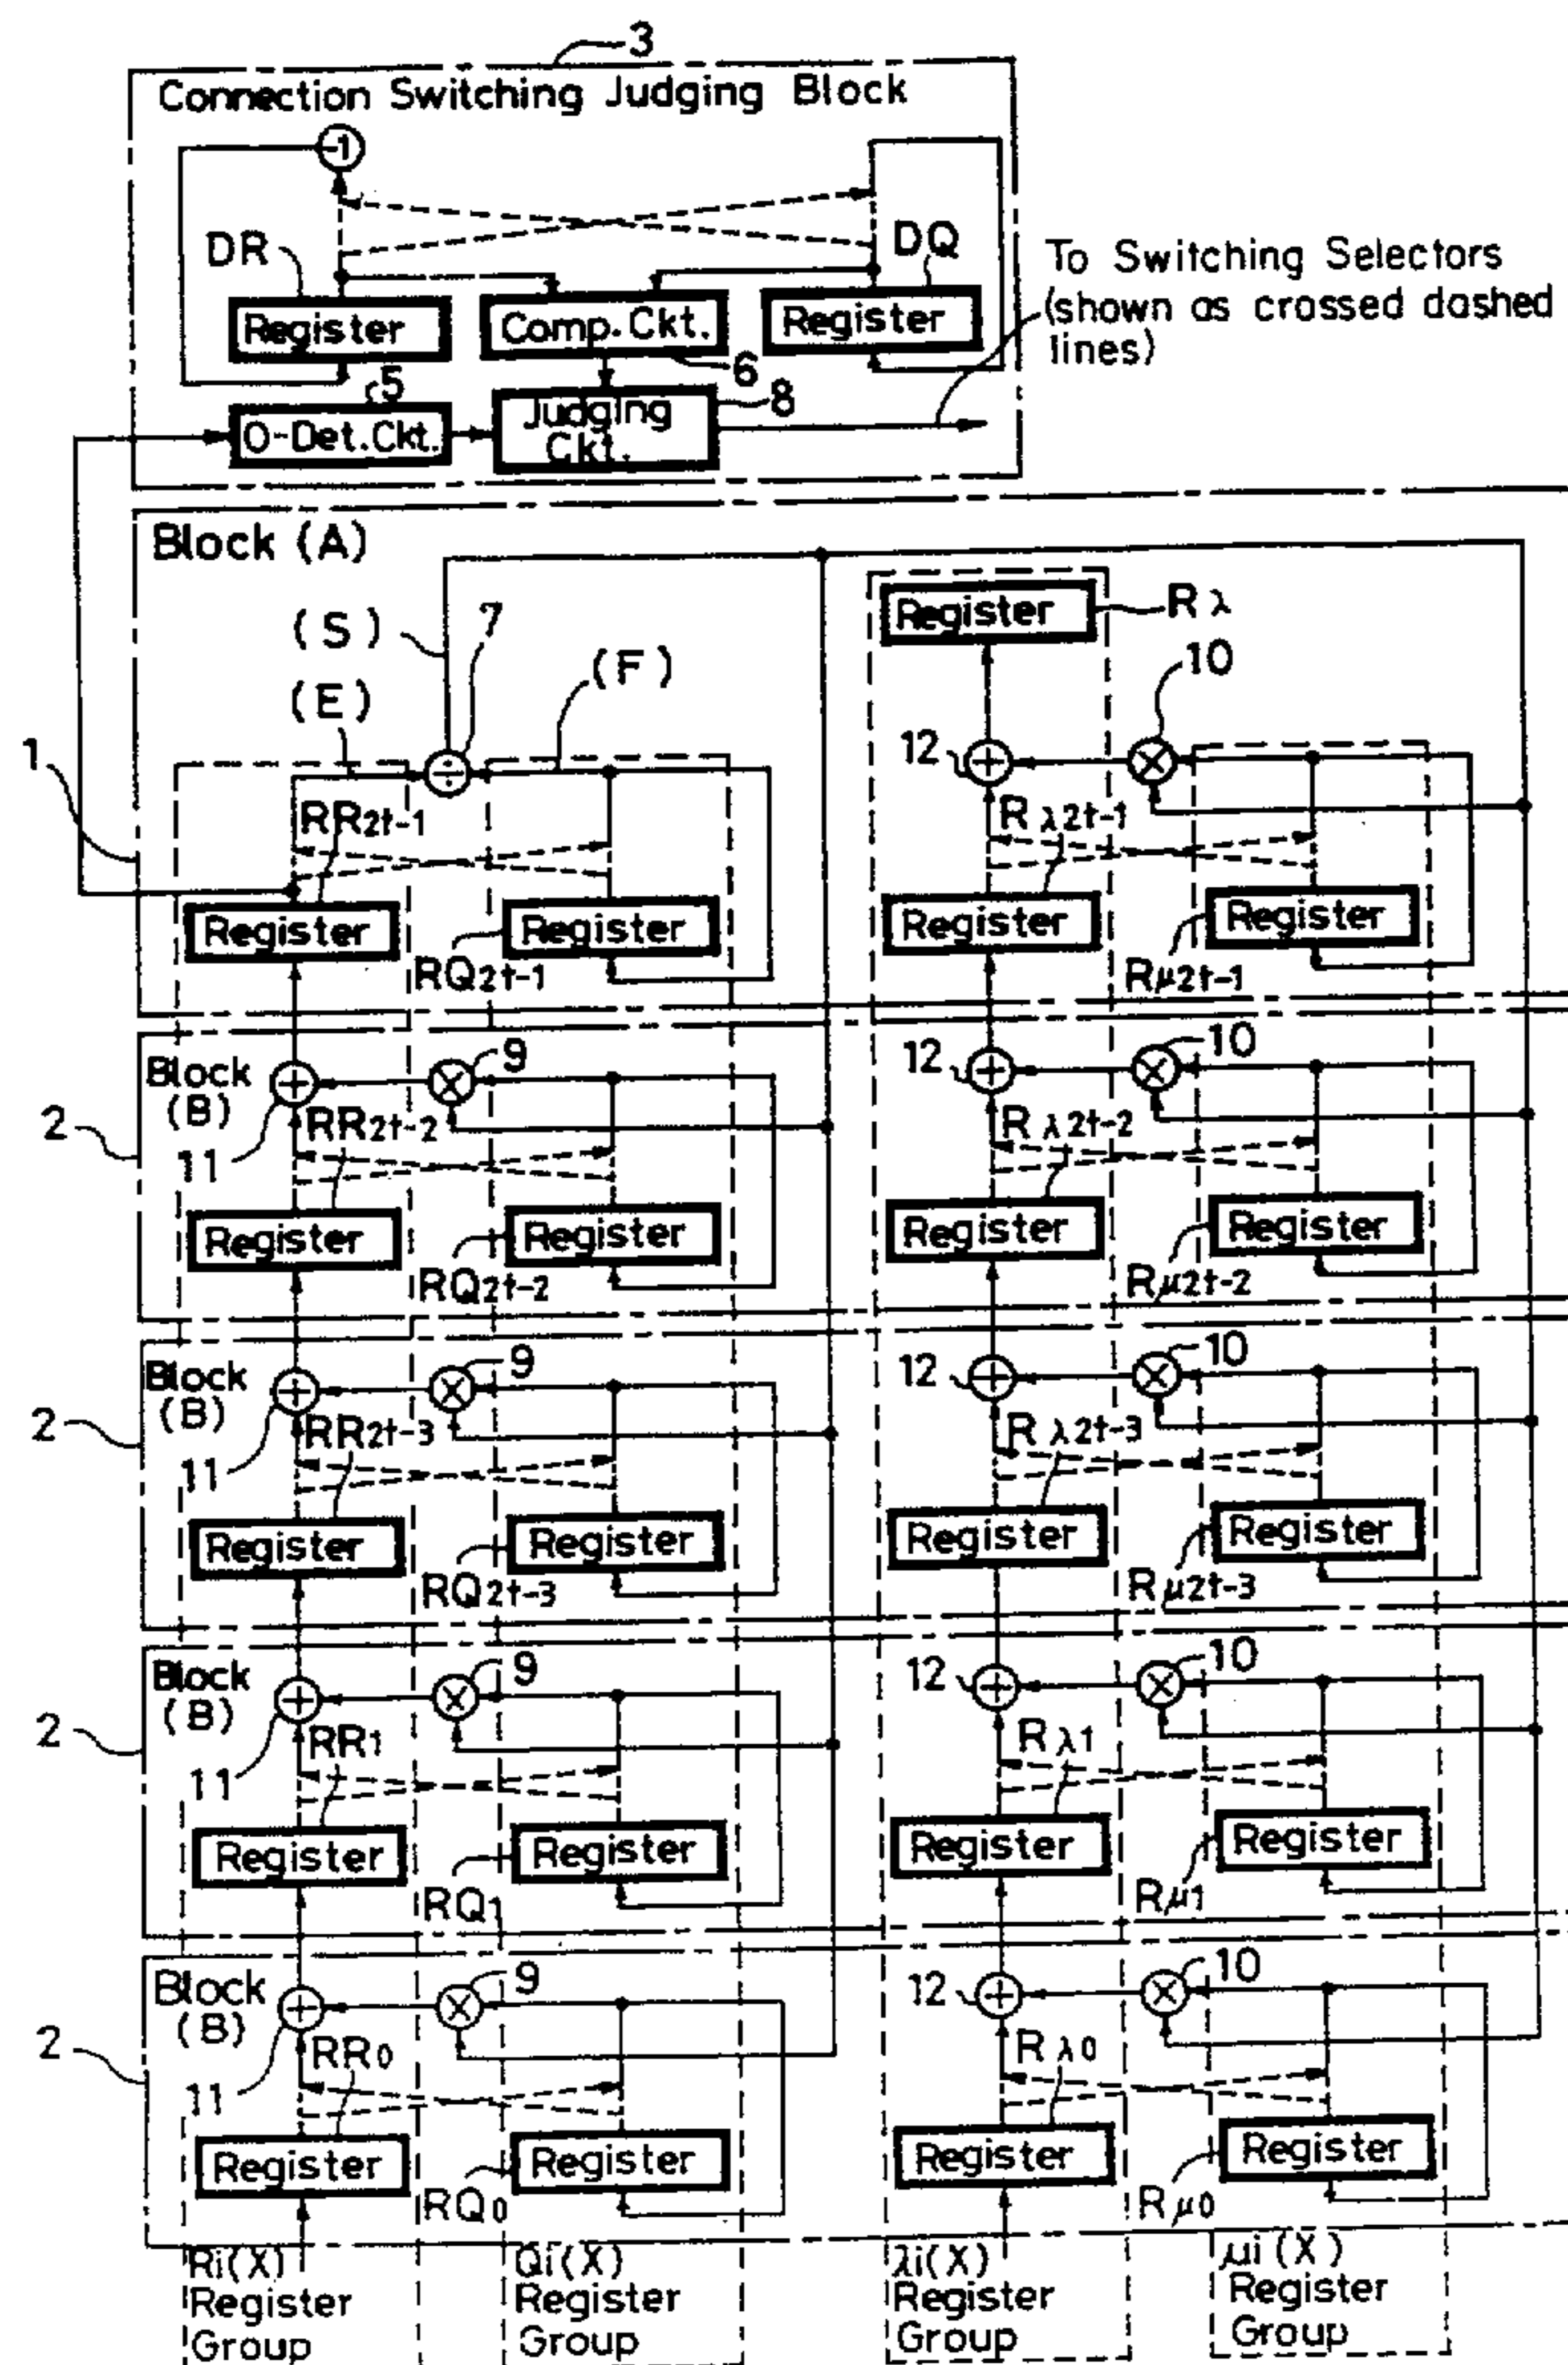 3
Connection Switching Judging Block
-1
DR
DQ
To Switching Selectors
(shown as crossed dashed
lines)
Register
Comp. Ckt.
Register
6
5
8
0-Det. Ckt.
Judging
Ckt.
Block (A)
(S)
7
(E)
(F)
Register
Rλ
10
12
1
RR2t-1
Rλ2t-1
Register
Register
Register
Register
RQ2t-1
Rμ2t-1
Block
(B)
9
12
10
2
11
RR2t-2
Rλ2t-2
Register
Register
Register
Register
RQ2t-2
Rμ2t-2
Block
(B)
9
12
10
2
11
RR2t-3
Rλ2t-3
Register
Register
Register
Register
RQ2t-3
Rμ2t-3
Block
(B)
9
12
10
2
11
RR1
Rλ1
Register
Register
Register
Register
RQ1
Rμ1
Block
(B)
9
12
10
2
11
RR0
Rλ0
Register
Register
Register
Register
RQ0
Rμ0
Ri(X)
Register
Group
Qi(X)
Register
Group
λi(X)
Register
Group
μi(X)
Register
Group